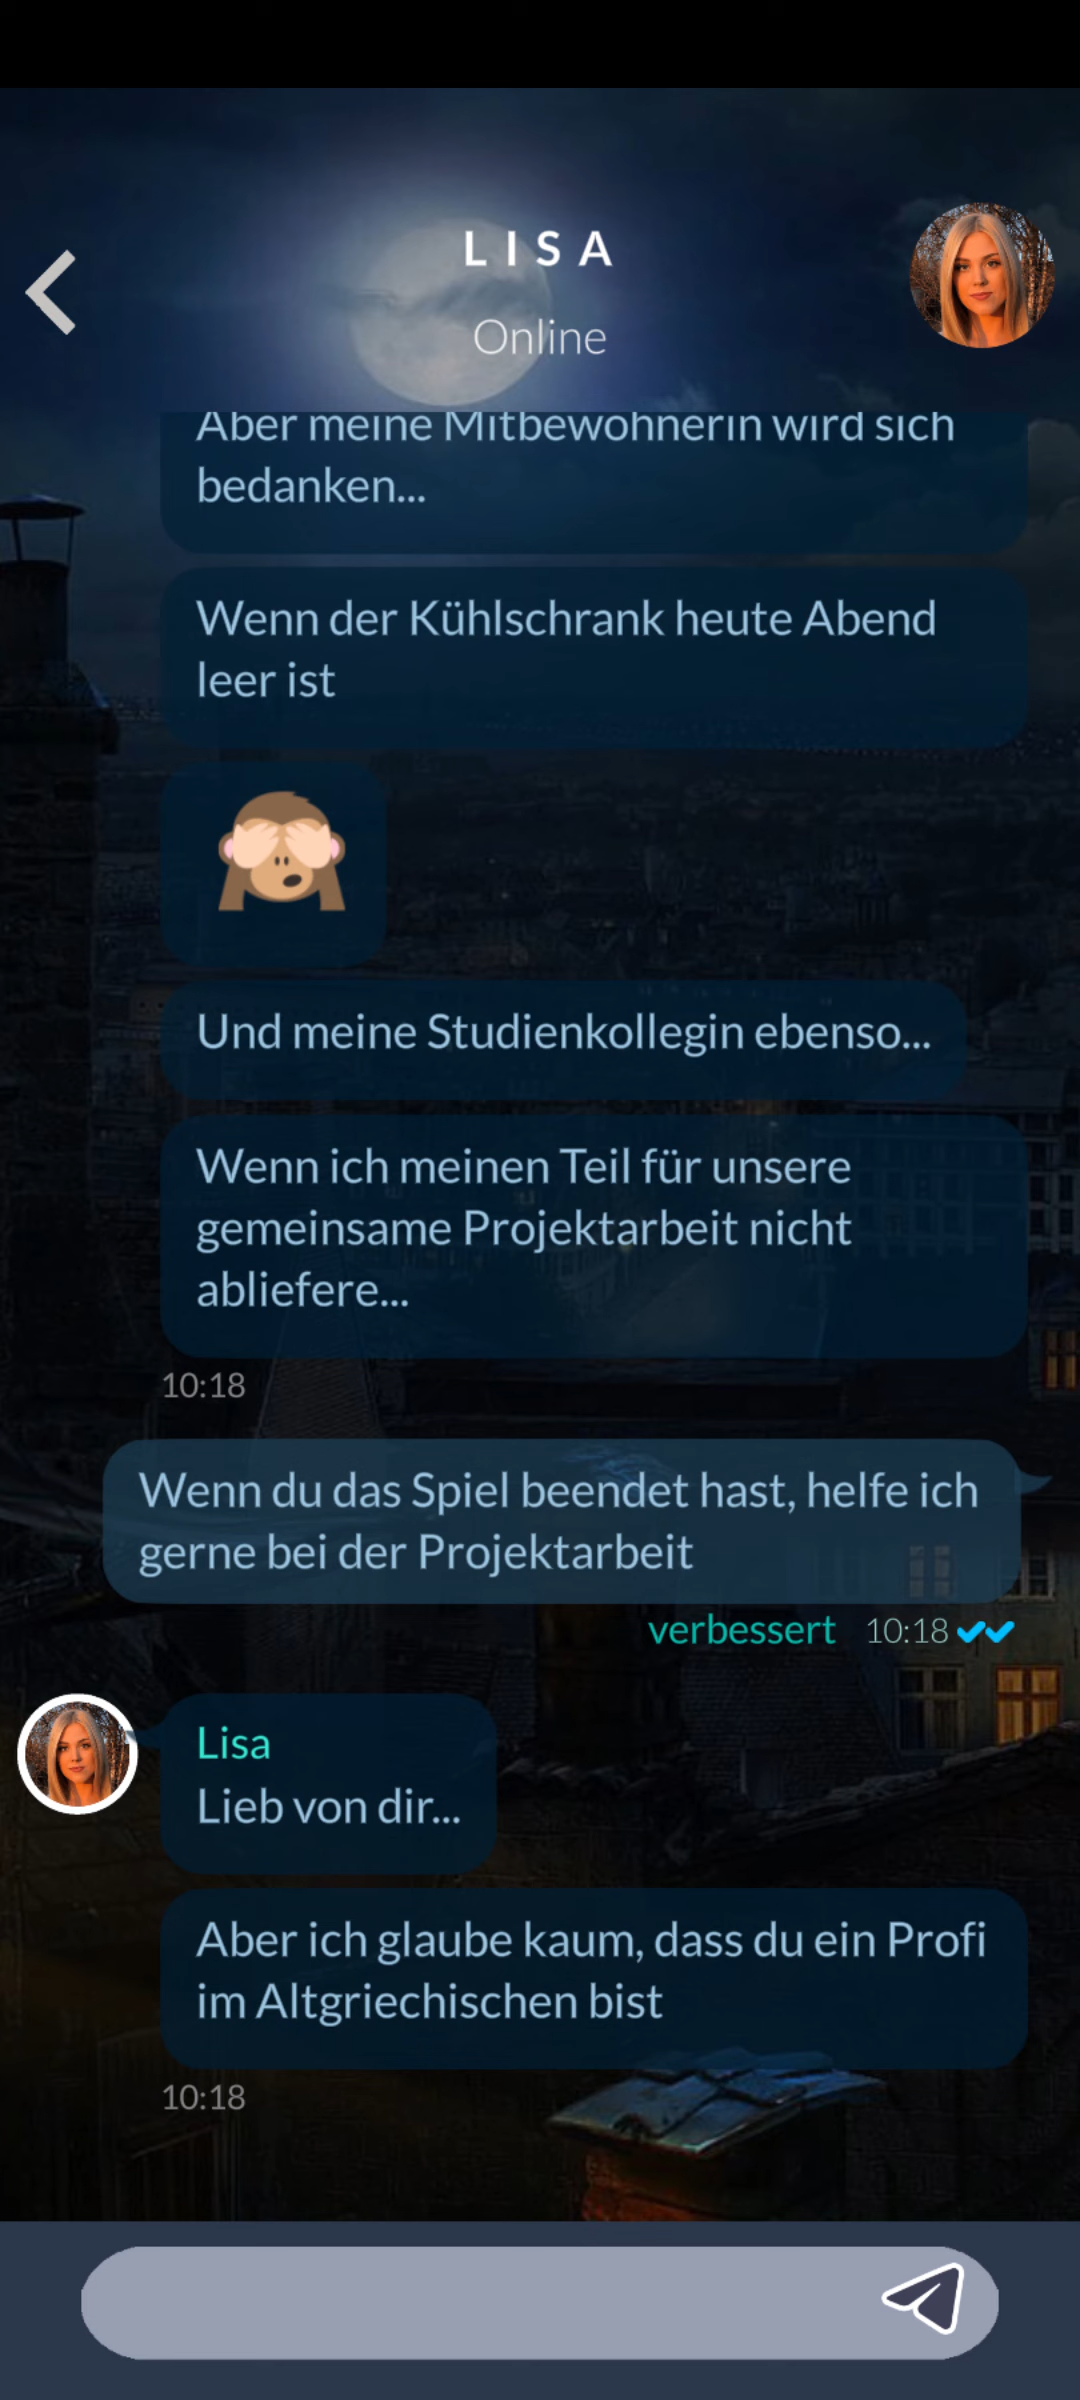 LISA
Online
Aber meine Mitbewohnerin wird sich
bedanken...
Wenn der Kühlschrank heute Abend
leer ist
Und meine Studienkollegin ebenso...
Wenn ich meinen Teil für unsere
gemeinsame Projektarbeit nicht
abliefere...
10:18
Wenn du das Spiel beendet hast, helfe ich
gerne bei der Projektarbeit
verbessert 10:18
Lisa
Lieb von dir...
Aber ich glaube kaum, dass du ein Profi
im Altgriechischen bist
10:18